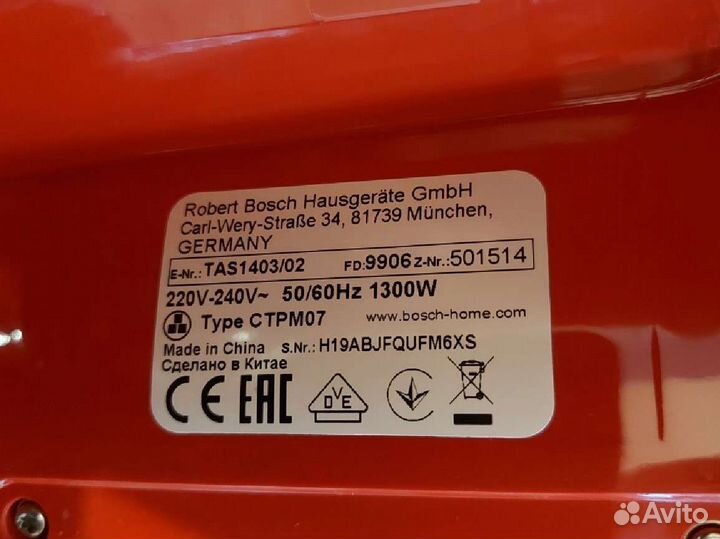 Robert Bosch Hausgeräte GmbH
Carl-Wery-Straße 34, 81739 München,
GERMANY
E-Nr.: TAS1403/02 FD: 9906 Z-Nr.: 501514
220V-240V~ 50/60Hz 1300W
Type CTPM07 www.bosch-home.com
Made in China S.Nr.: H19ABJFQUFM6XS
Сделано в Китае
CE EAC DVE
Avito